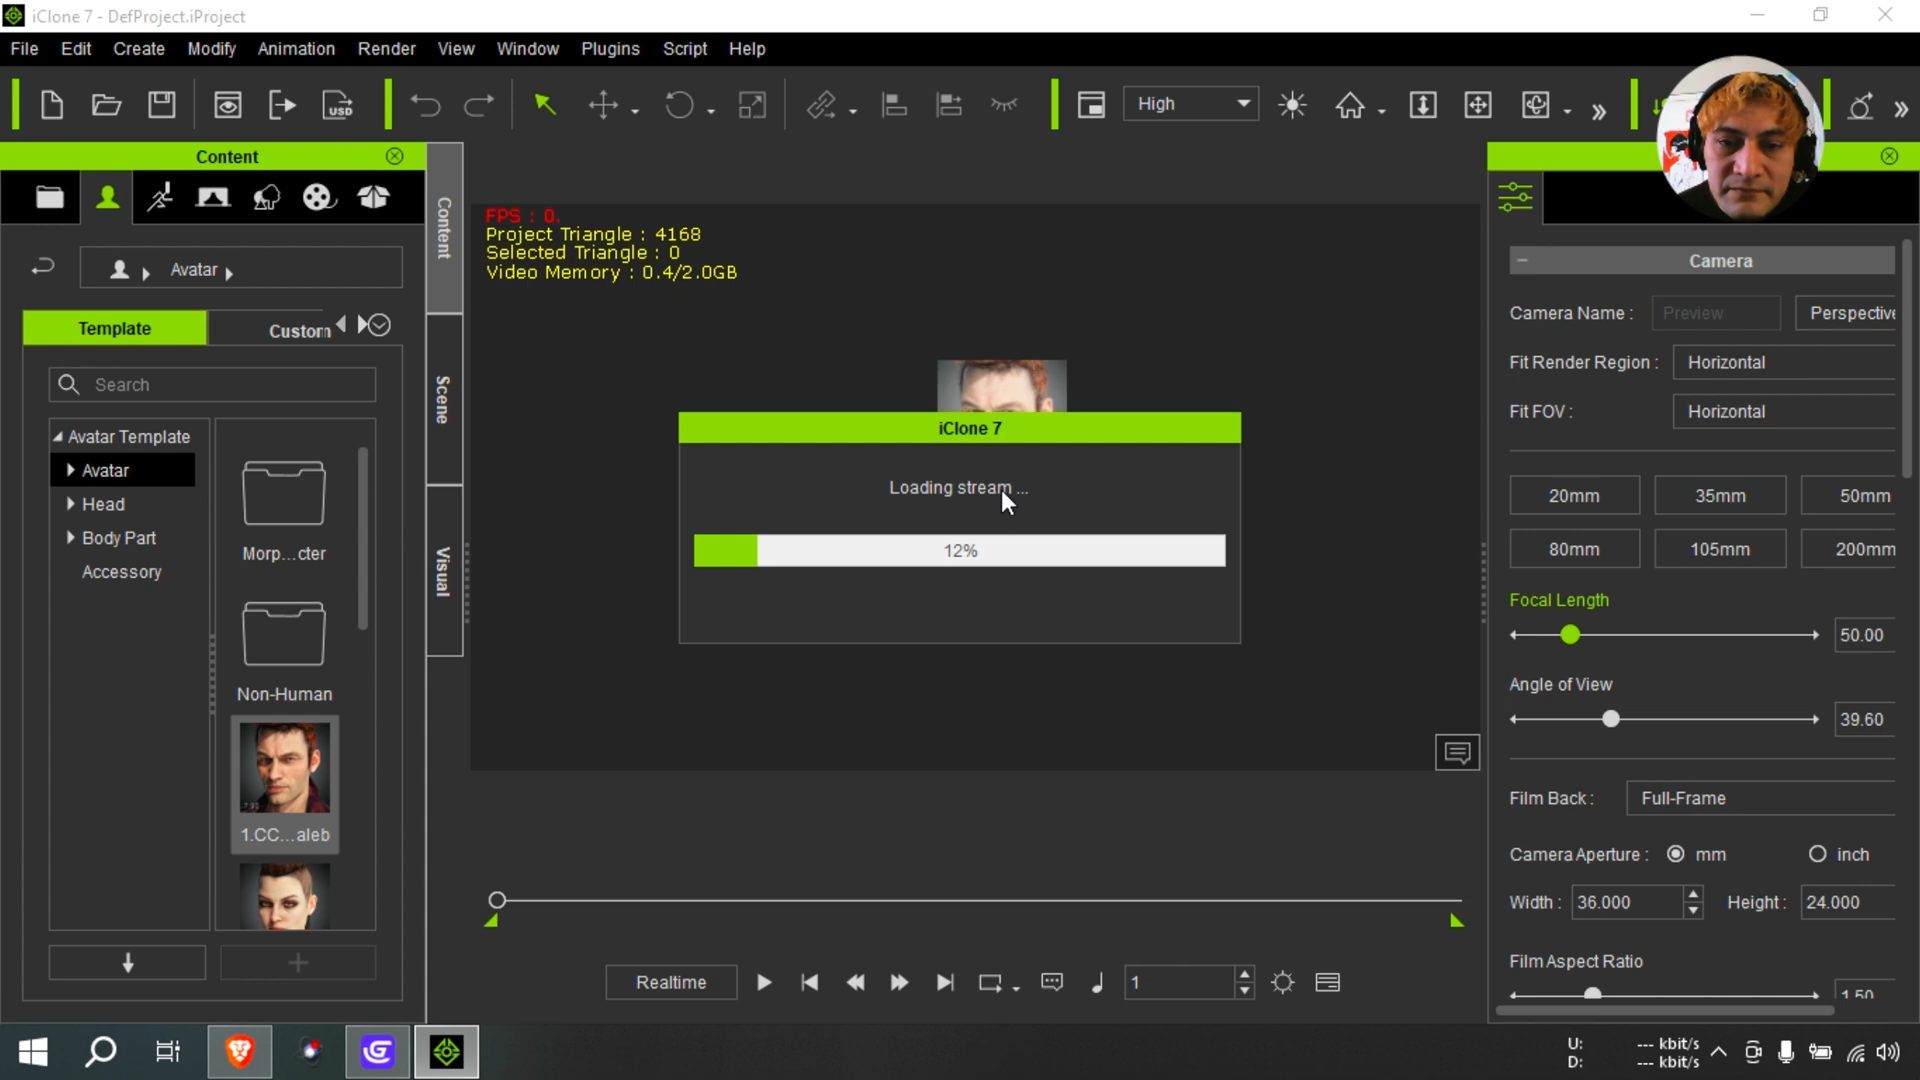 iClone 7 - DefProject.iProject
File Edit Create Modify Animation Render View Window Plugins Script Help
USD
High
Content
Avatar
Template
Custom
Search
Avatar Template
Avatar
Head
Body Part
Accessory
Morp...cter
Non-Human
1.CC...aleb
Content
Scene
Visual
FPS : 0.
Project Triangle : 4168
Selected Triangle : 0
Video Memory : 0.4/2.0GB
iClone 7
Loading stream ...
12%
Realtime
1
Camera
Camera Name : Preview Perspective
Fit Render Region : Horizontal
Fit FOV : Horizontal
20mm 35mm 50mm
80mm 105mm 200mm
Focal Length
50.00
Angle of View
39.60
Film Back : Full-Frame
Camera Aperture : mm inch
Width : 36.000 Height : 24.000
Film Aspect Ratio
1.50
U: --- kbit/s
D: --- kbit/s